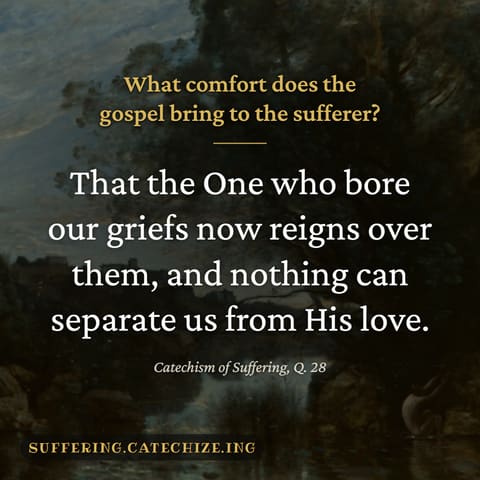 What comfort does the
gospel bring to the sufferer?
That the One who bore
our griefs now reigns over
them, and nothing can
separate us from His love.
Catechism of Suffering, Q. 28
SUFFERING.CATECHIZE.ING